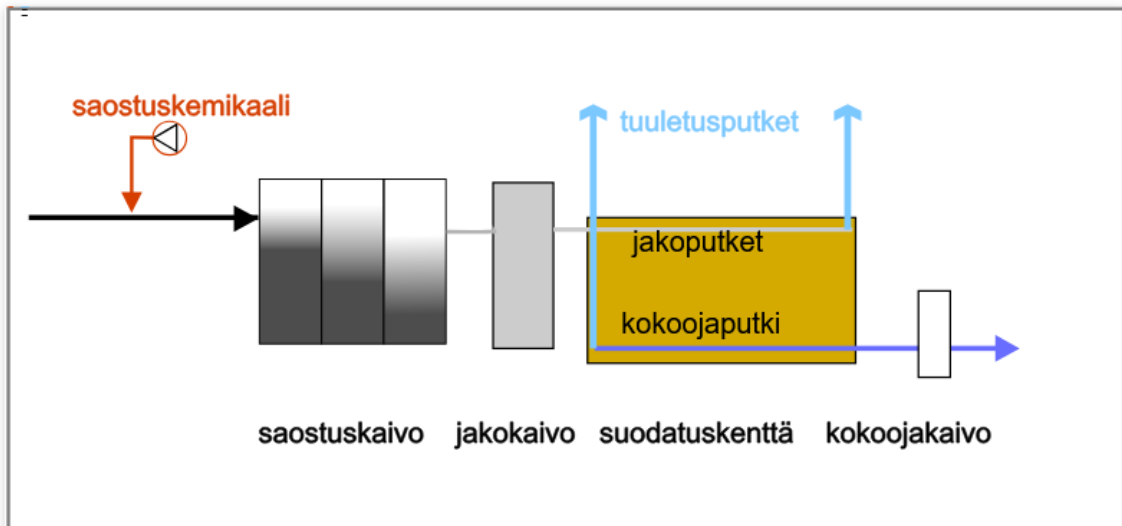 saostuskemikaali
tuuletusputket
jakoputket
kokoojaputki
saostuskaivo jakokaivo suodatuskenttä kokoojakaivo